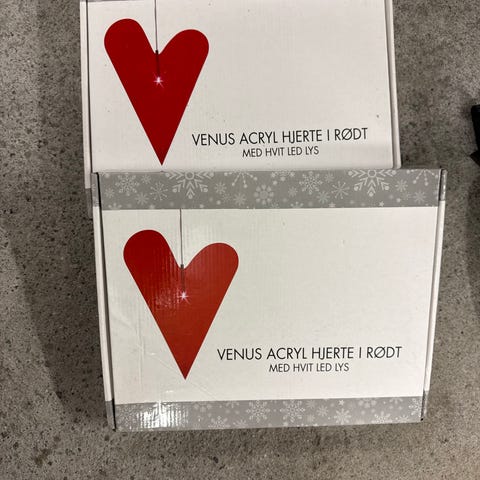 VENUS ACRYL HJERTE I RØDT
MED HVIT LED LYS
VENUS ACRYL HJERTE I RØDT
MED HVIT LED LYS